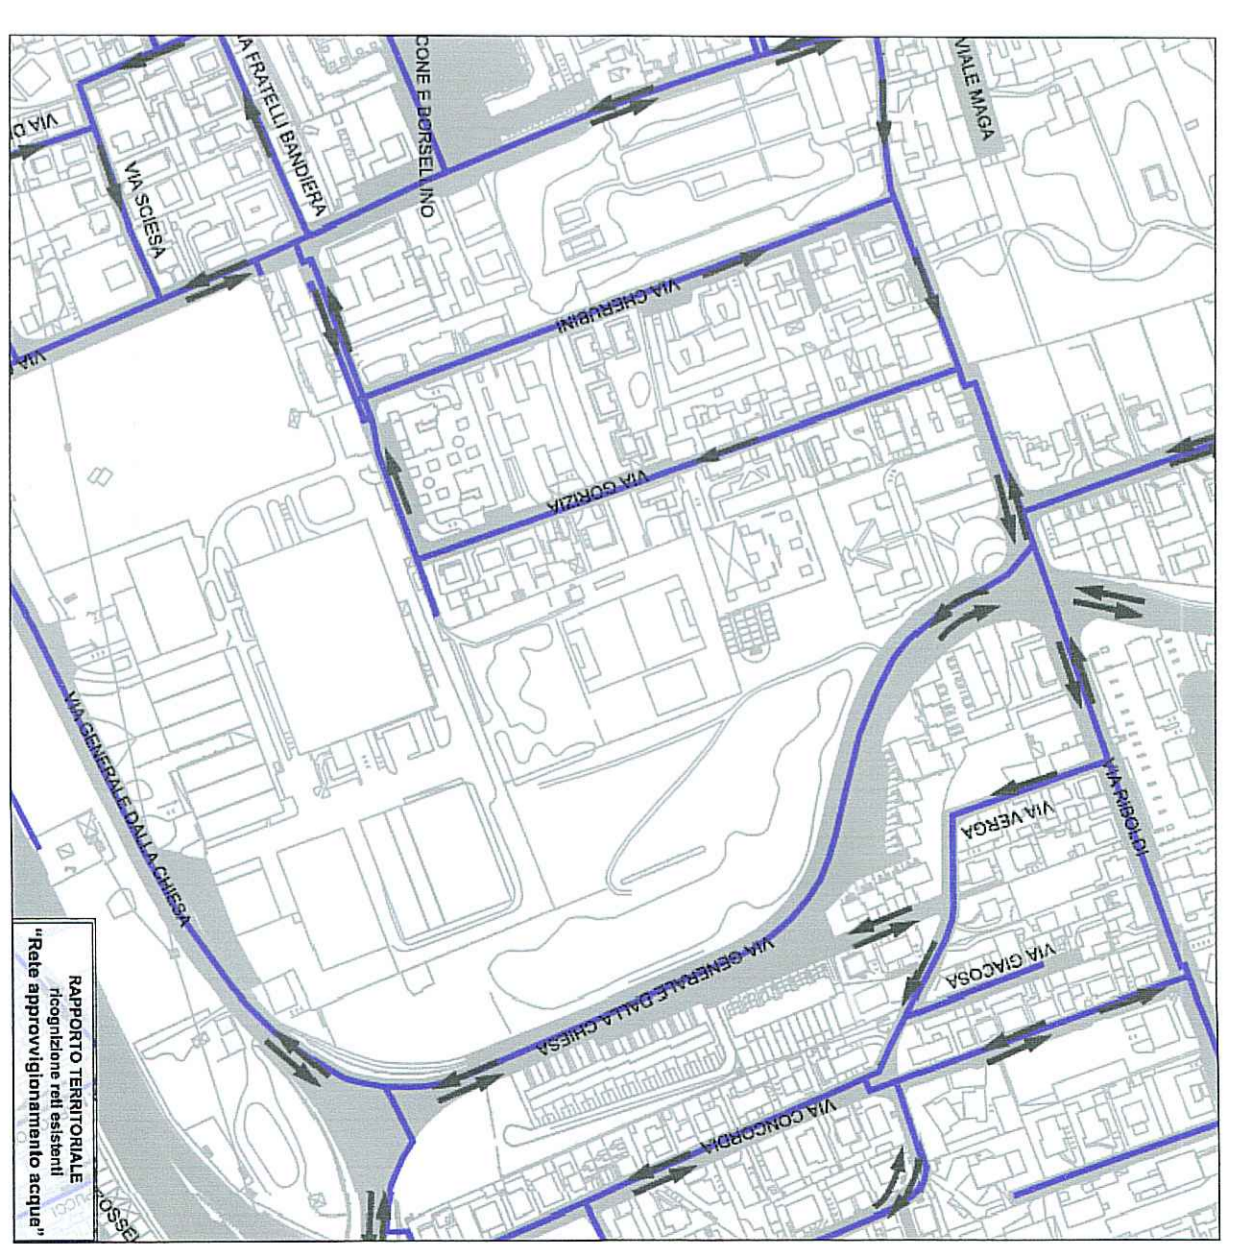 VIALE MAGA
CONE E BORSELLINO
A FRATELLI BANDIERA
VIA D
VIA SCIESA
VIA CHERUBINI
VIA
VIA GORIZIA
VIA GENERALE DALLA CHIESA
VIA RIBOLDI
VIA VERGA
VIA GIACOSA
VIA GENERALE DALLA CHIESA
VIA CONCORDIA
RAPPORTO TERRITORIALE
ricognizione reti esistenti
"Rete approvvigionamento acque"